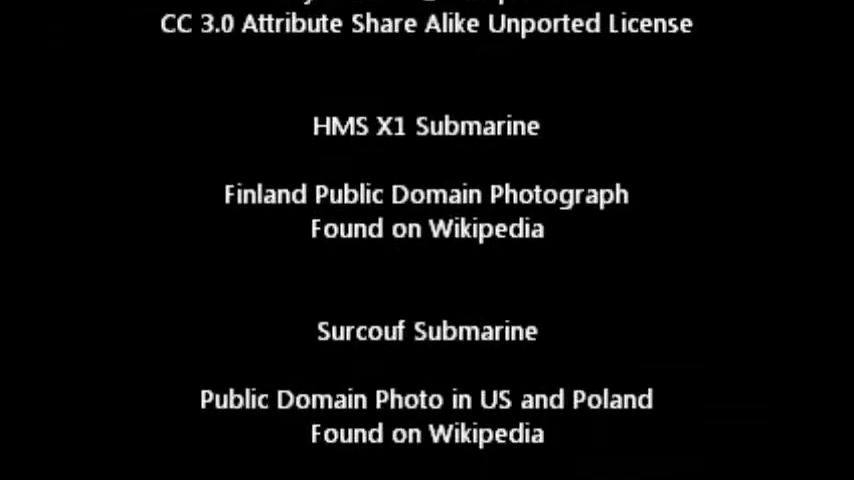 CC 3.0 Attribute Share Alike Unported License
HMS X1 Submarine
Finland Public Domain Photograph
Found on Wikipedia
Surcouf Submarine
Public Domain Photo in US and Poland
Found on Wikipedia